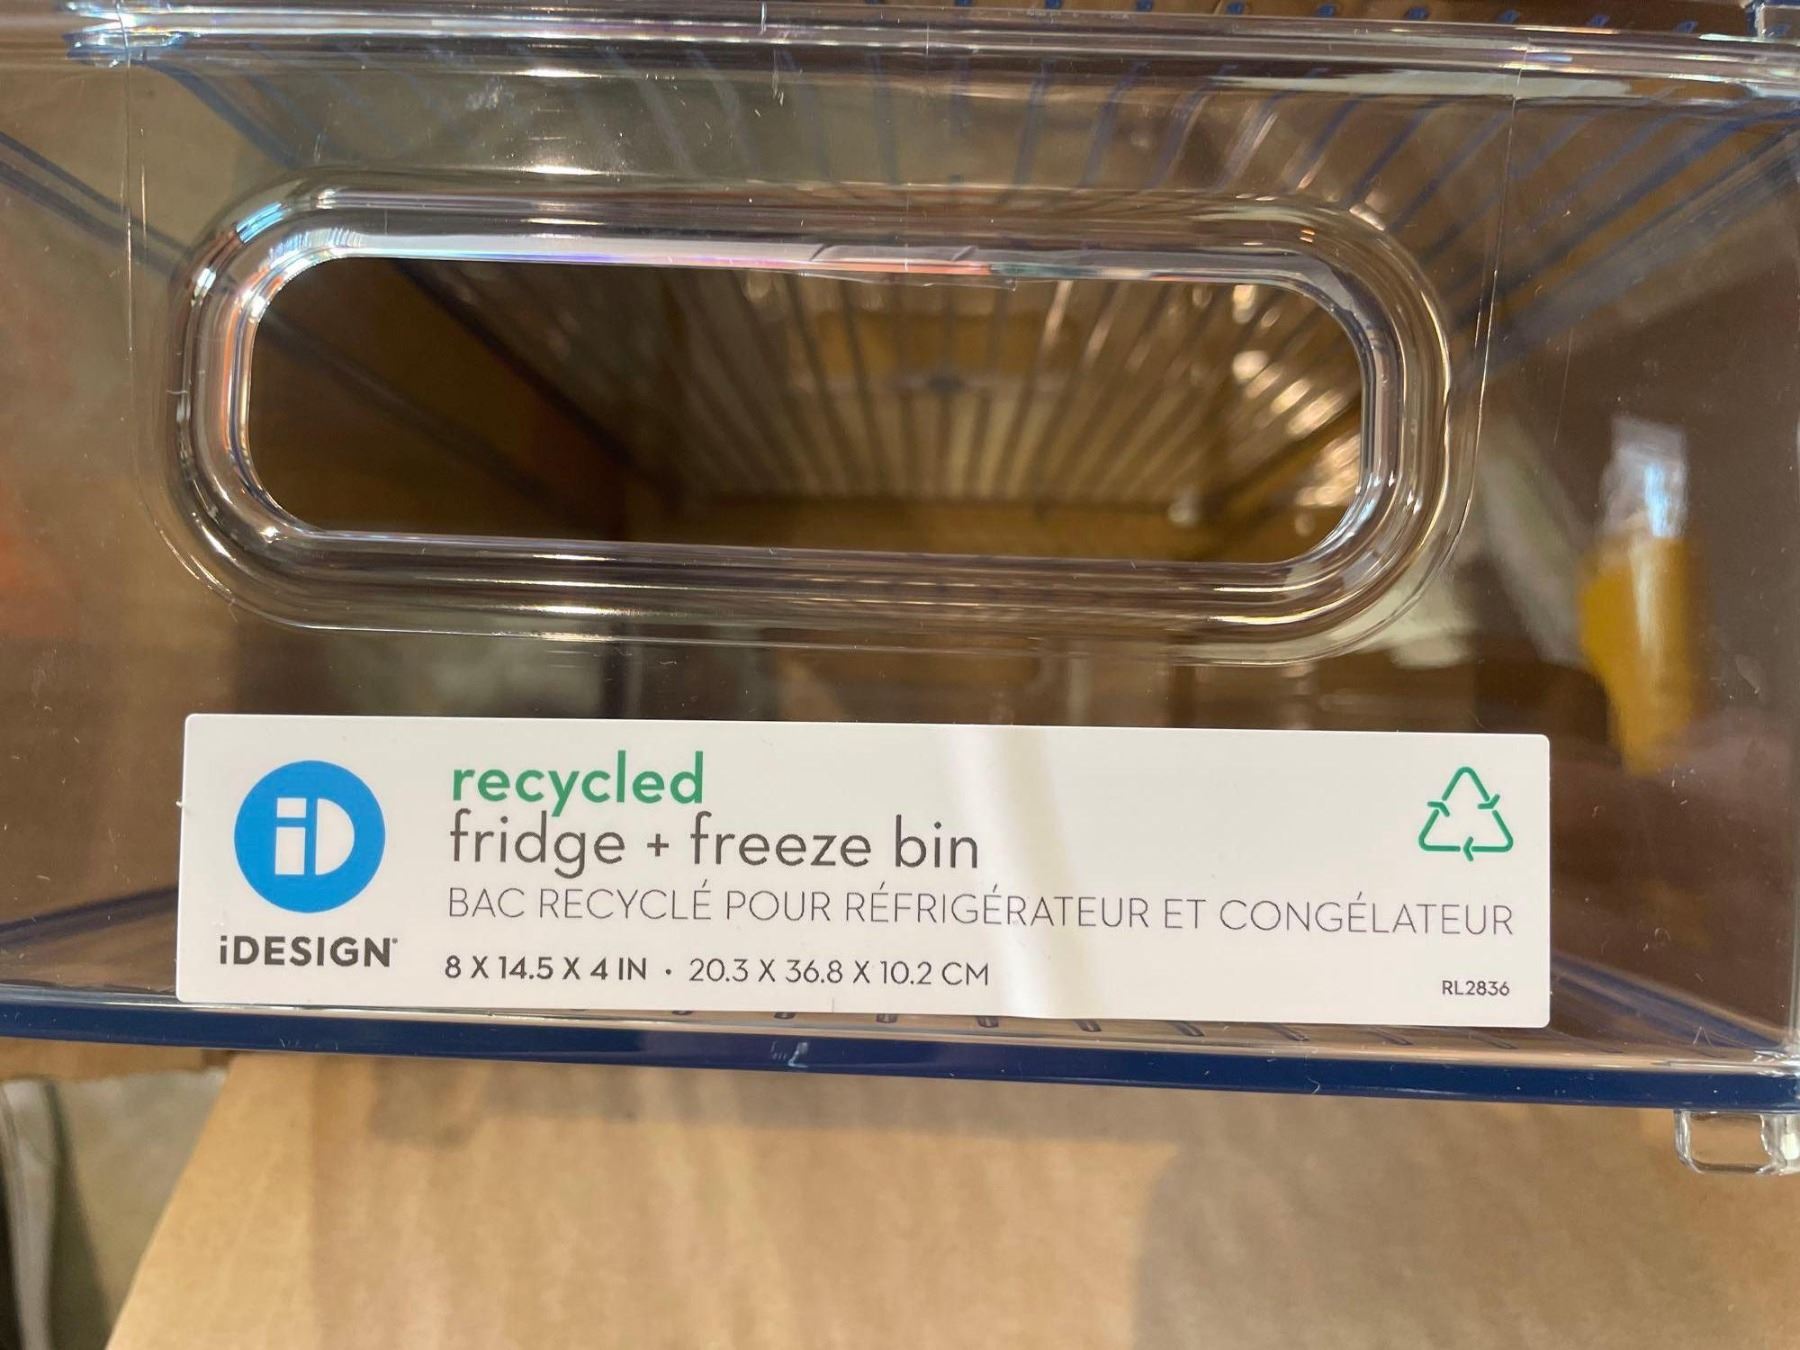 iD
iDESIGN®
recycled
fridge + freeze bin
BAC RECYCLÉ POUR RÉFRIGÉRATEUR ET CONGÉLATEUR
8 X 14.5 X 4 IN • 20.3 X 36.8 X 10.2 CM
RL2836